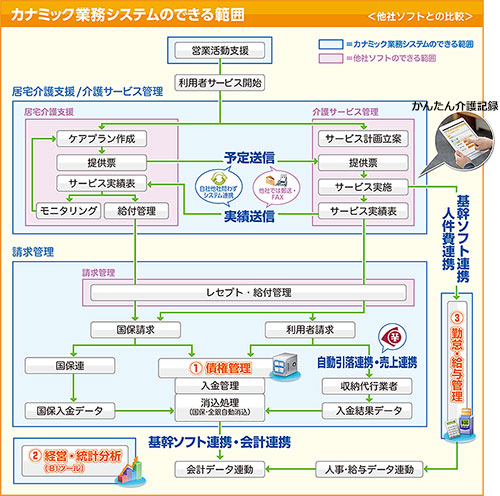 カナミック業務システムのできる範囲
<他社ソフトとの比較>
営業活動支援
=カナミック業務システムのできる範囲
=他社ソフトのできる範囲
利用者サービス開始
居宅介護支援/介護サービス管理
居宅介護支援
介護サービス管理
かんたん介護記録
ケアプラン作成
サービス計画立案
予定送信
提供票
提供票
サービス実績表
自社他社問わず
システム連携
他社では郵送・
FAX
サービス実施
モニタリング
給付管理
実績送信
サービス実績表
基幹ソフト連携
人件費連携
請求管理
請求管理
レセプト・給付管理
国保請求
利用者請求
③勤怠・給与管理
国保連
①債権管理
自動引落連携・売上連携
入金管理
収納代行業者
国保入金データ
消込処理
(国保・全銀自動消込)
入金結果データ
基幹ソフト連携・会計連携
②経営・統計分析
(BIツール)
会計データ連動
人事・給与データ連動